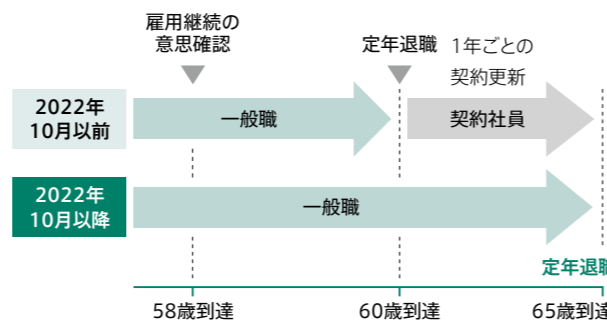 雇用継続の
意思確認
定年退職
1年ごとの
契約更新
2022年
10月以前
一般職
契約社員
2022年
10月以降
一般職
定年退職
58歳到達
60歳到達
65歳到達